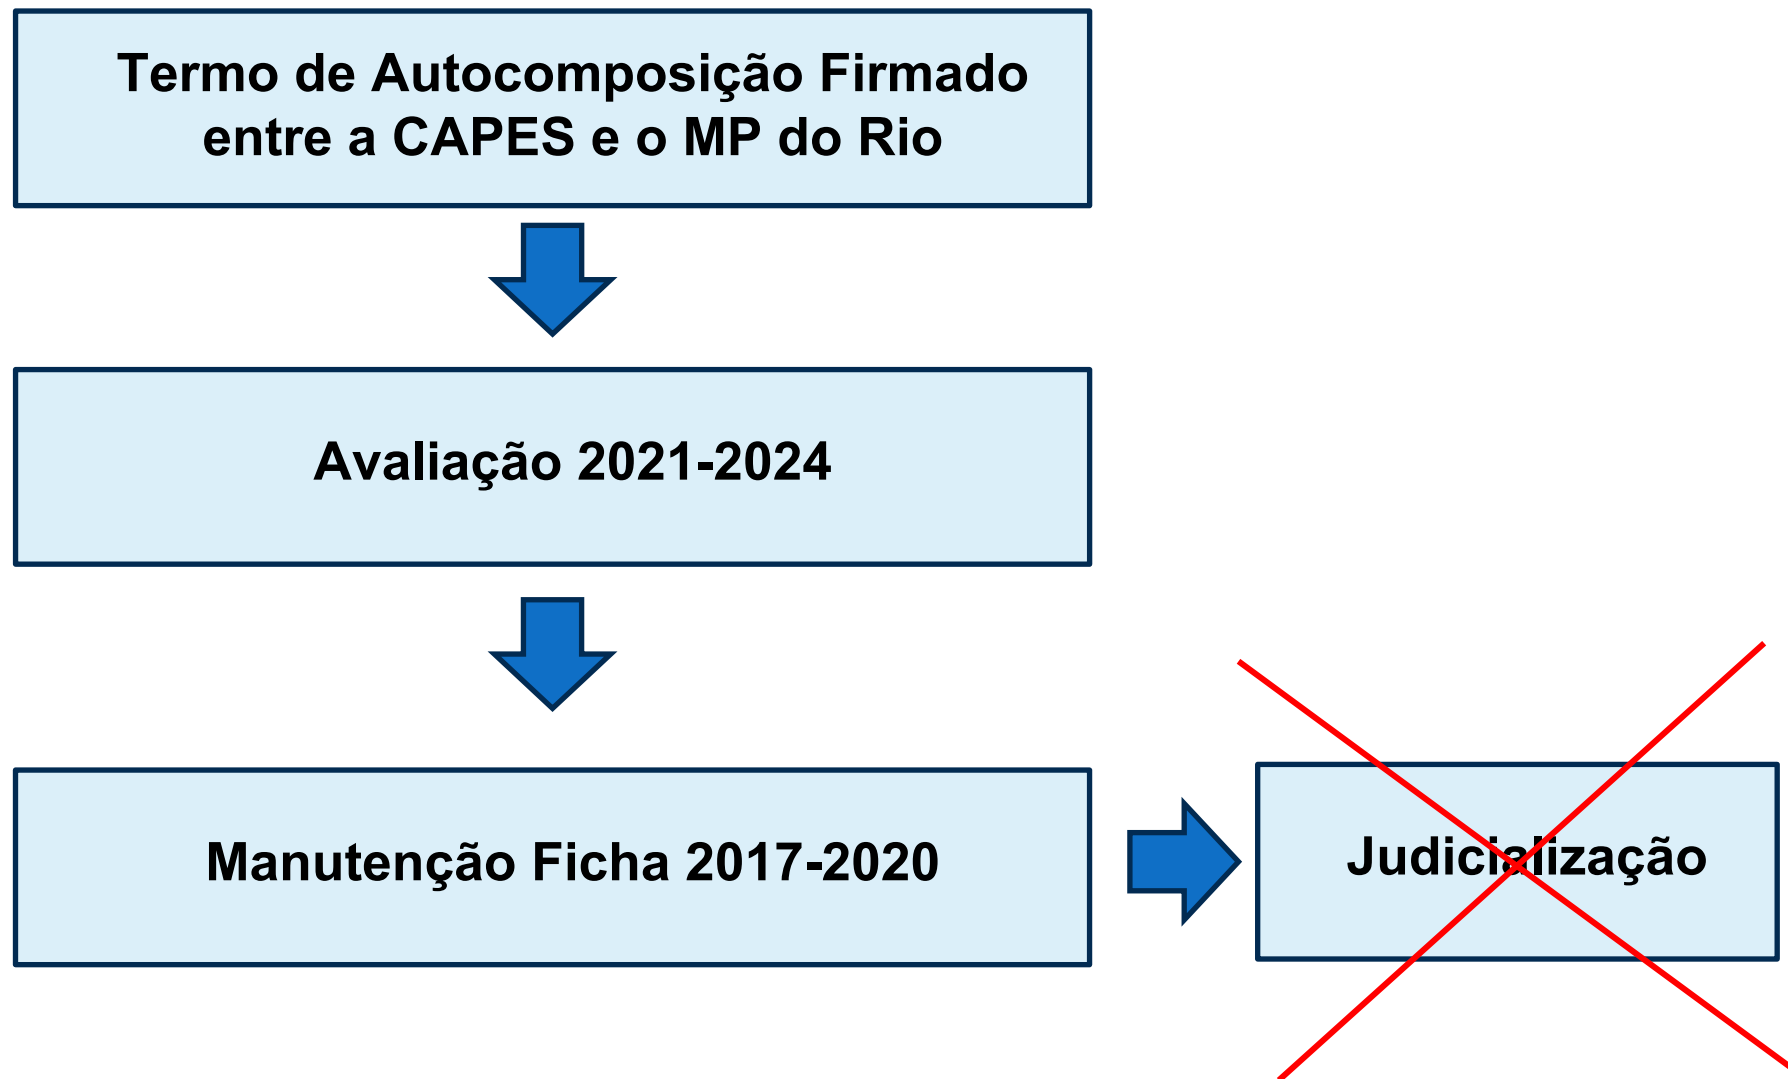 Termo de Autocomposição Firmado
entre a CAPES e o MP do Rio
Avaliação 2021-2024
Manutenção Ficha 2017-2020
Judicialização